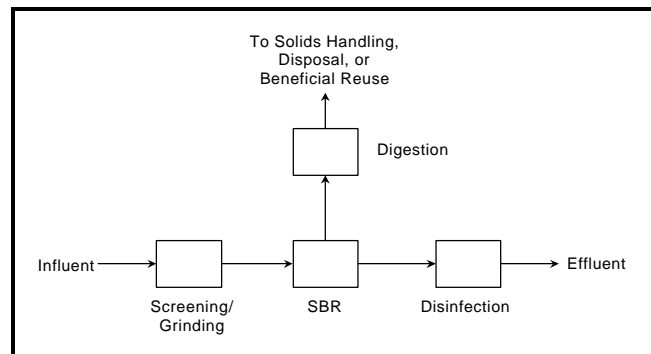 To Solids Handling,
Disposal, or
Beneficial Reuse
Digestion
Influent
Effluent
Screening/
Grinding
SBR
Disinfection